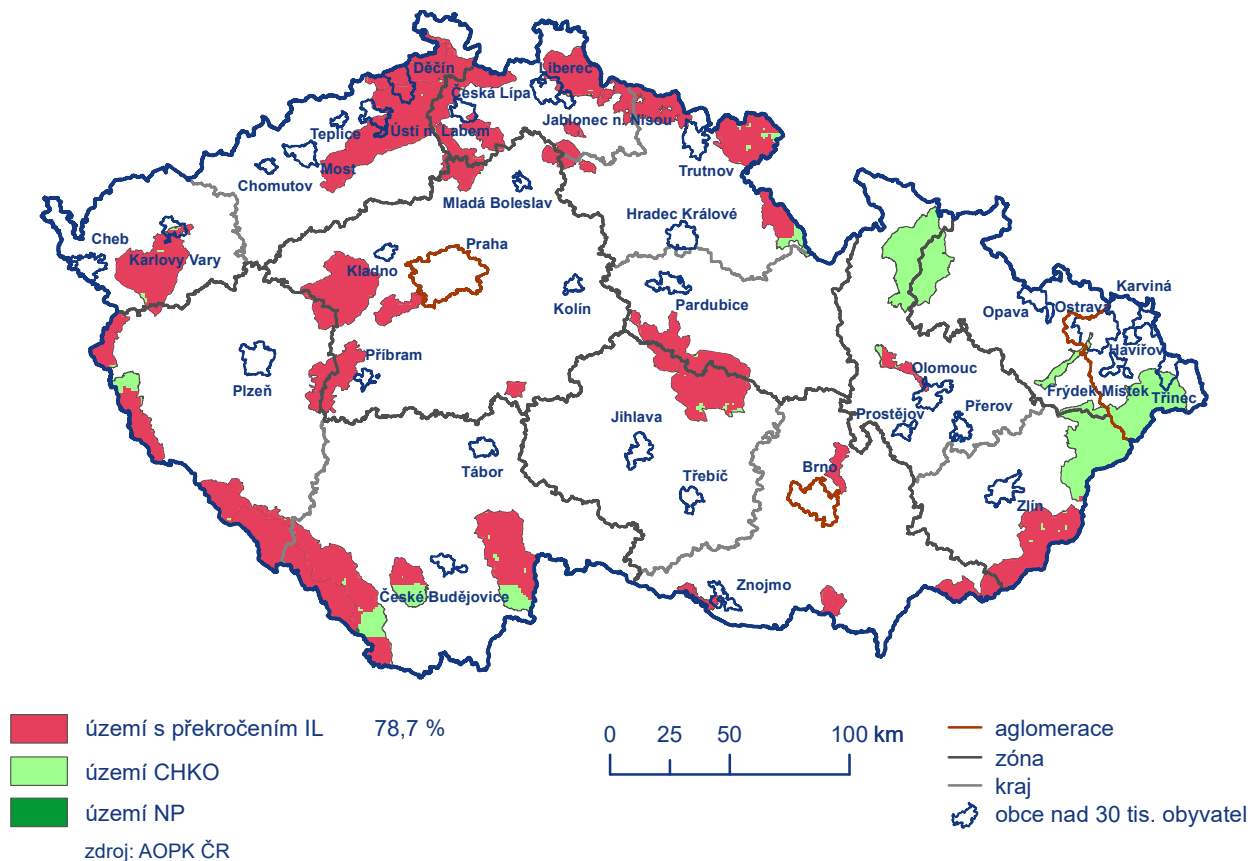 Děčín
Liberec
Česká Lípa
Teplice
Ústí n. Labem
Jablonec n. Nisou
Most
Trutnov
Chomutov
Mladá Boleslav
Hradec Králové
Cheb
Praha
Karlovy Vary
Kladno
Karviná
Kolín
Pardubice
Opava
Ostrava
Havířov
Příbram
Plzeň
Olomouc
Frýdek-Místek
Třinec
Jihlava
Prostějov
Přerov
Tábor
Třebíč
Brno
Zlín
Znojmo
České Budějovice
území s překročením IL 78,7 %
území CHKO
území NP
zdroj: AOPK ČR
0 25 50 100 km
aglomerace
zóna
kraj
obce nad 30 tis. obyvatel